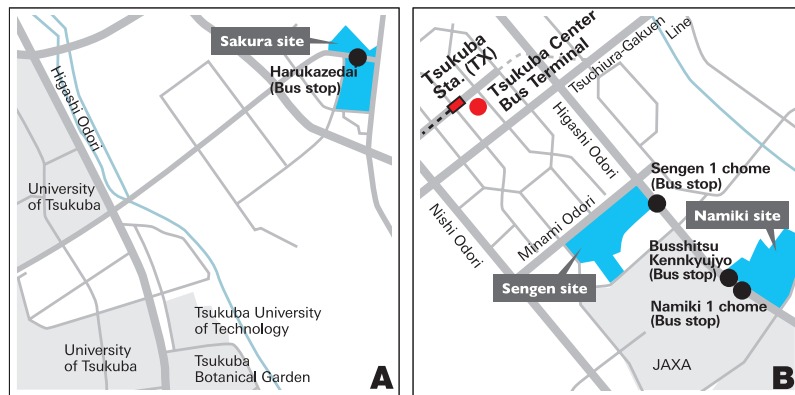 Sakura site
Harukazedai
(Bus stop)
Higashi Odori
University
of Tsukuba
Tsukuba University
of Technology
University
of Tsukuba
Tsukuba
Botanical Garden
A
Tsukuba
Sta. (TX)
Tsukuba Center
Bus Terminal
Tsuchiura-Gakuen
Line
Higashi Odori
Sengen 1 chome
(Bus stop)
Nishi Odori
Minami Odori
Namiki site
Busshitsu
Kennkyujyo
(Bus stop)
Sengen site
Namiki 1 chome
(Bus stop)
JAXA
B